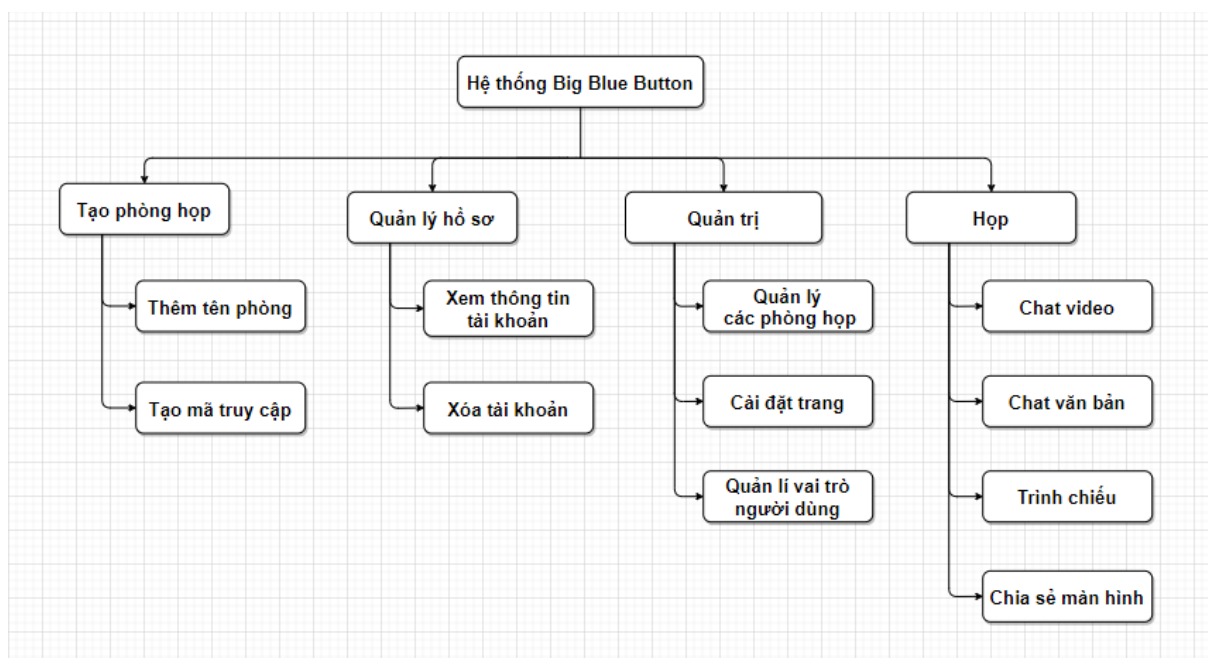 Hệ thống Big Blue Button
Tạo phòng họp
Thêm tên phòng
Tạo mã truy cập
Quản lý hồ sơ
Xem thông tin
tài khoản
Xóa tài khoản
Quản trị
Quản lý
các phòng họp
Cài đặt trang
Quản lí vai trò
người dùng
Họp
Chat video
Chat văn bản
Trình chiếu
Chia sẻ màn hình